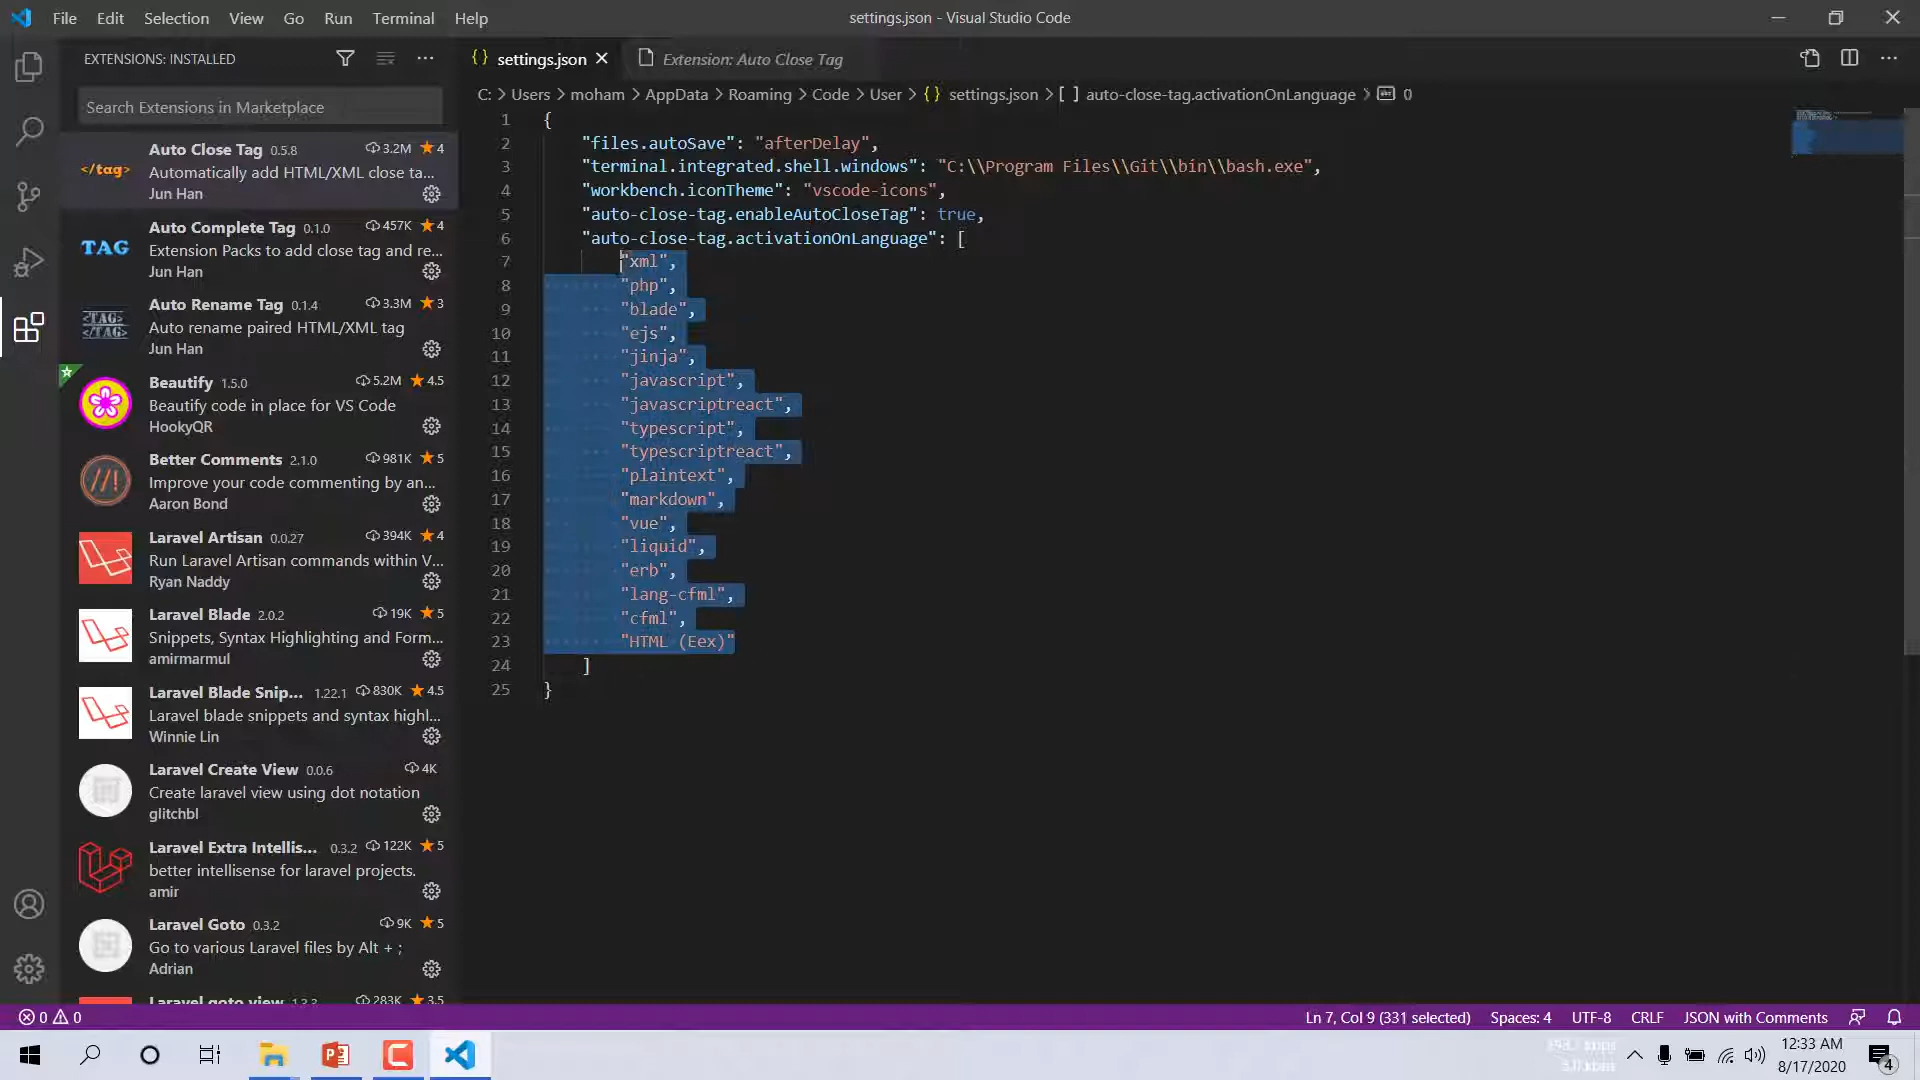 File Edit Selection View Go Run Terminal Help
settings.json - Visual Studio Code
EXTENSIONS: INSTALLED
Search Extensions in Marketplace
Auto Close Tag 0.5.8 3.2M 4
Automatically add HTML/XML close ta...
Jun Han
Auto Complete Tag 0.1.0 457K 4
Extension Packs to add close tag and re...
Jun Han
Auto Rename Tag 0.1.4 3.3M 3
Auto rename paired HTML/XML tag
Jun Han
Beautify 1.5.0 5.2M 4.5
Beautify code in place for VS Code
HookyQR
Better Comments 2.1.0 981K 5
Improve your code commenting by an...
Aaron Bond
Laravel Artisan 0.0.27 394K 4
Run Laravel Artisan commands within V...
Ryan Naddy
Laravel Blade 2.0.2 19K 5
Snippets, Syntax Highlighting and Form...
amirmarmul
Laravel Blade Snip... 1.22.1 830K 4.5
Laravel blade snippets and syntax highl...
Winnie Lin
Laravel Create View 0.0.6 4K
Create laravel view using dot notation
glitchbl
Laravel Extra Intellis... 0.3.2 122K 5
better intellisense for laravel projects.
amir
Laravel Goto 0.3.2 9K 5
Go to various Laravel files by Alt + ;
Adrian
Laravel goto view 1.3.3 283K 3.5
</tag>
TAG
<TAG>
</TAG>
//!
settings.json
Extension: Auto Close Tag
C: > Users > moham > AppData > Roaming > Code > User > {} settings.json > [ ] auto-close-tag.activationOnLanguage > abc 0
1 {
2 "files.autoSave": "afterDelay",
3 "terminal.integrated.shell.windows": "C:\\Program Files\\Git\\bin\\bash.exe",
4 "workbench.iconTheme": "vscode-icons",
5 "auto-close-tag.enableAutoCloseTag": true,
6 "auto-close-tag.activationOnLanguage": [
7 "xml",
8 "php",
9 "blade",
10 "ejs",
11 "jinja",
12 "javascript",
13 "javascriptreact",
14 "typescript",
15 "typescriptreact",
16 "plaintext",
17 "markdown",
18 "vue",
19 "liquid",
20 "erb",
21 "lang-cfml",
22 "cfml",
23 "HTML (Eex)"
24 ]
25 }
0 0
Ln 7, Col 9 (331 selected) Spaces: 4 UTF-8 CRLF JSON with Comments
12:33 AM
8/17/2020
4